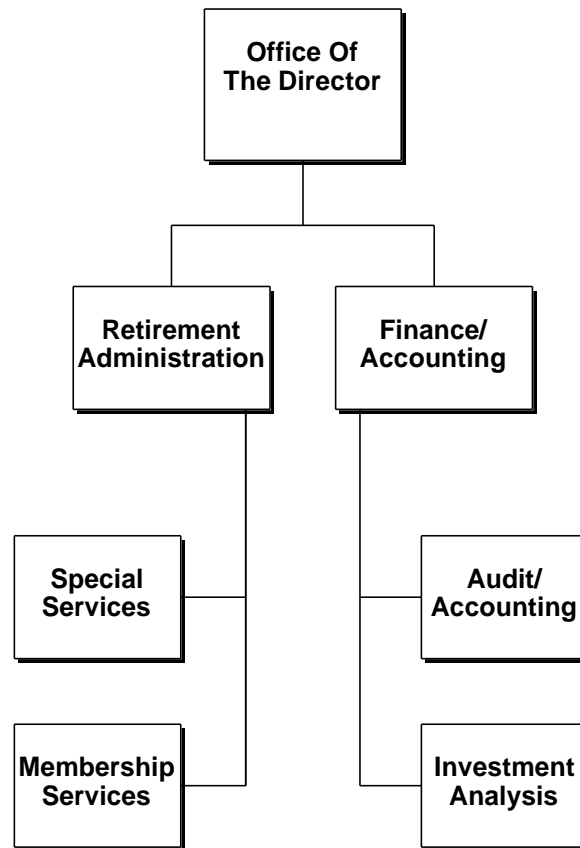 Office Of
The Director
Retirement
Administration
Finance/
Accounting
Special
Services
Audit/
Accounting
Membership
Services
Investment
Analysis